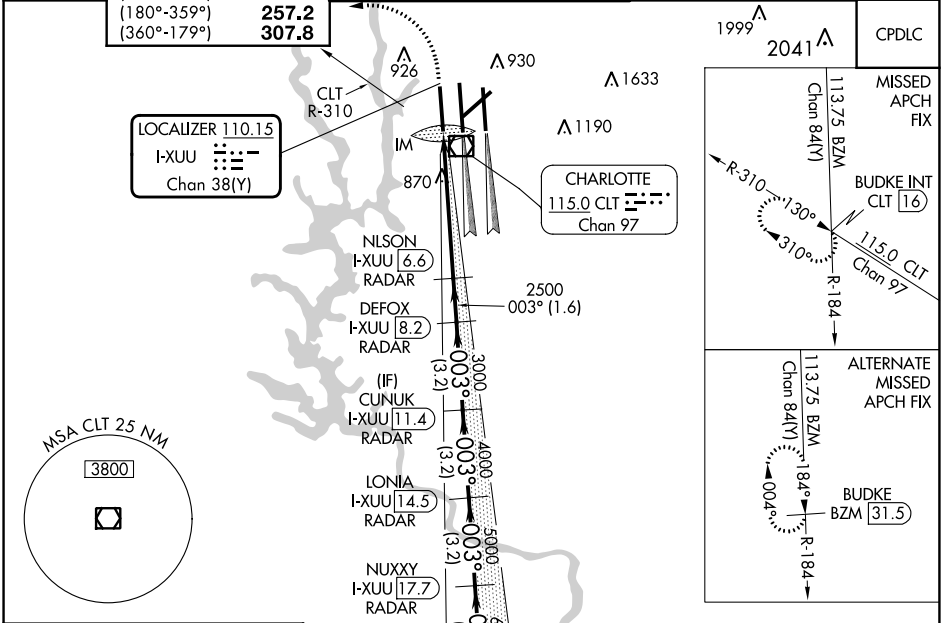 (180°-359°) 257.2
(360°-179°) 307.8
1999
2041
CPDLC
926
930
1633
1190
870
CLT
R-310
LOCALIZER 110.15
I-XUU
Chan 38(Y)
IM
CHARLOTTE
115.0 CLT
Chan 97
NLSON
I-XUU 6.6
RADAR
2500
003° (1.6)
DEFOX
I-XUU 8.2
RADAR
3000
003°
(3.2)
(IF)
CUNUK
I-XUU 11.4
RADAR
4000
003°
(3.2)
LONIA
I-XUU 14.5
RADAR
5000
003°
(3.2)
NUXXY
I-XUU 17.7
RADAR
MSA CLT 25 NM
3800
MISSED
APCH
FIX
113.75 BZM
Chan 84(Y)
R-310
130°
310°
BUDKE INT
CLT 16
115.0 CLT
Chan 97
R-184
ALTERNATE
MISSED
APCH FIX
113.75 BZM
Chan 84(Y)
184°
004°
BUDKE
BZM 31.5
R-184